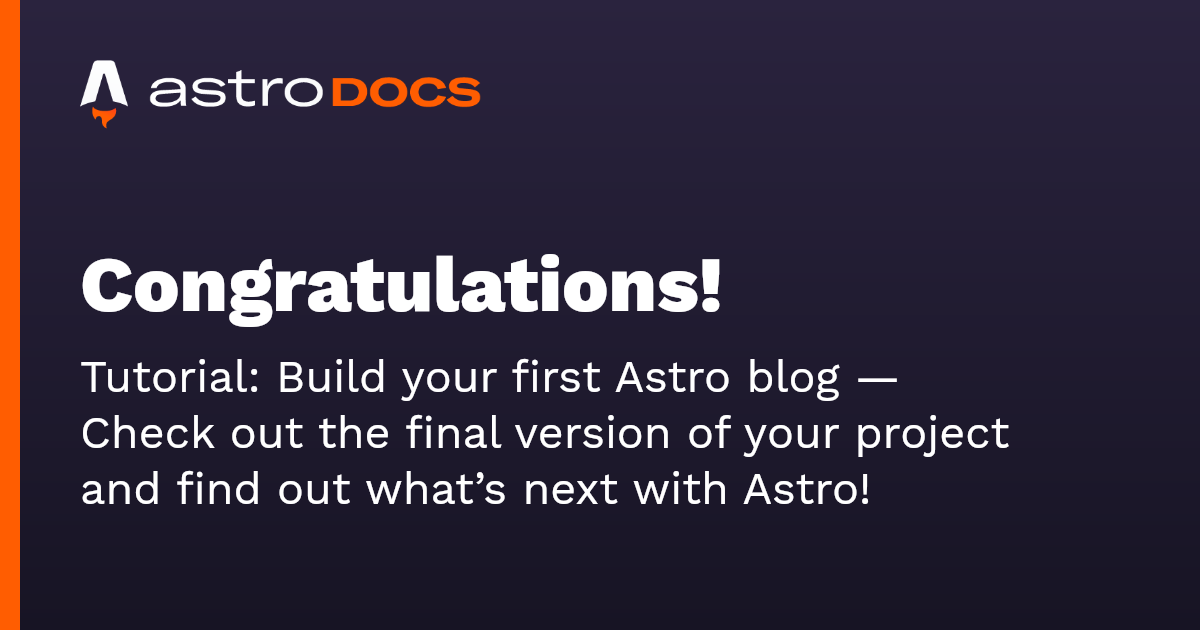 astro DOCS
Congratulations!
Tutorial: Build your first Astro blog —
Check out the final version of your project
and find out what’s next with Astro!